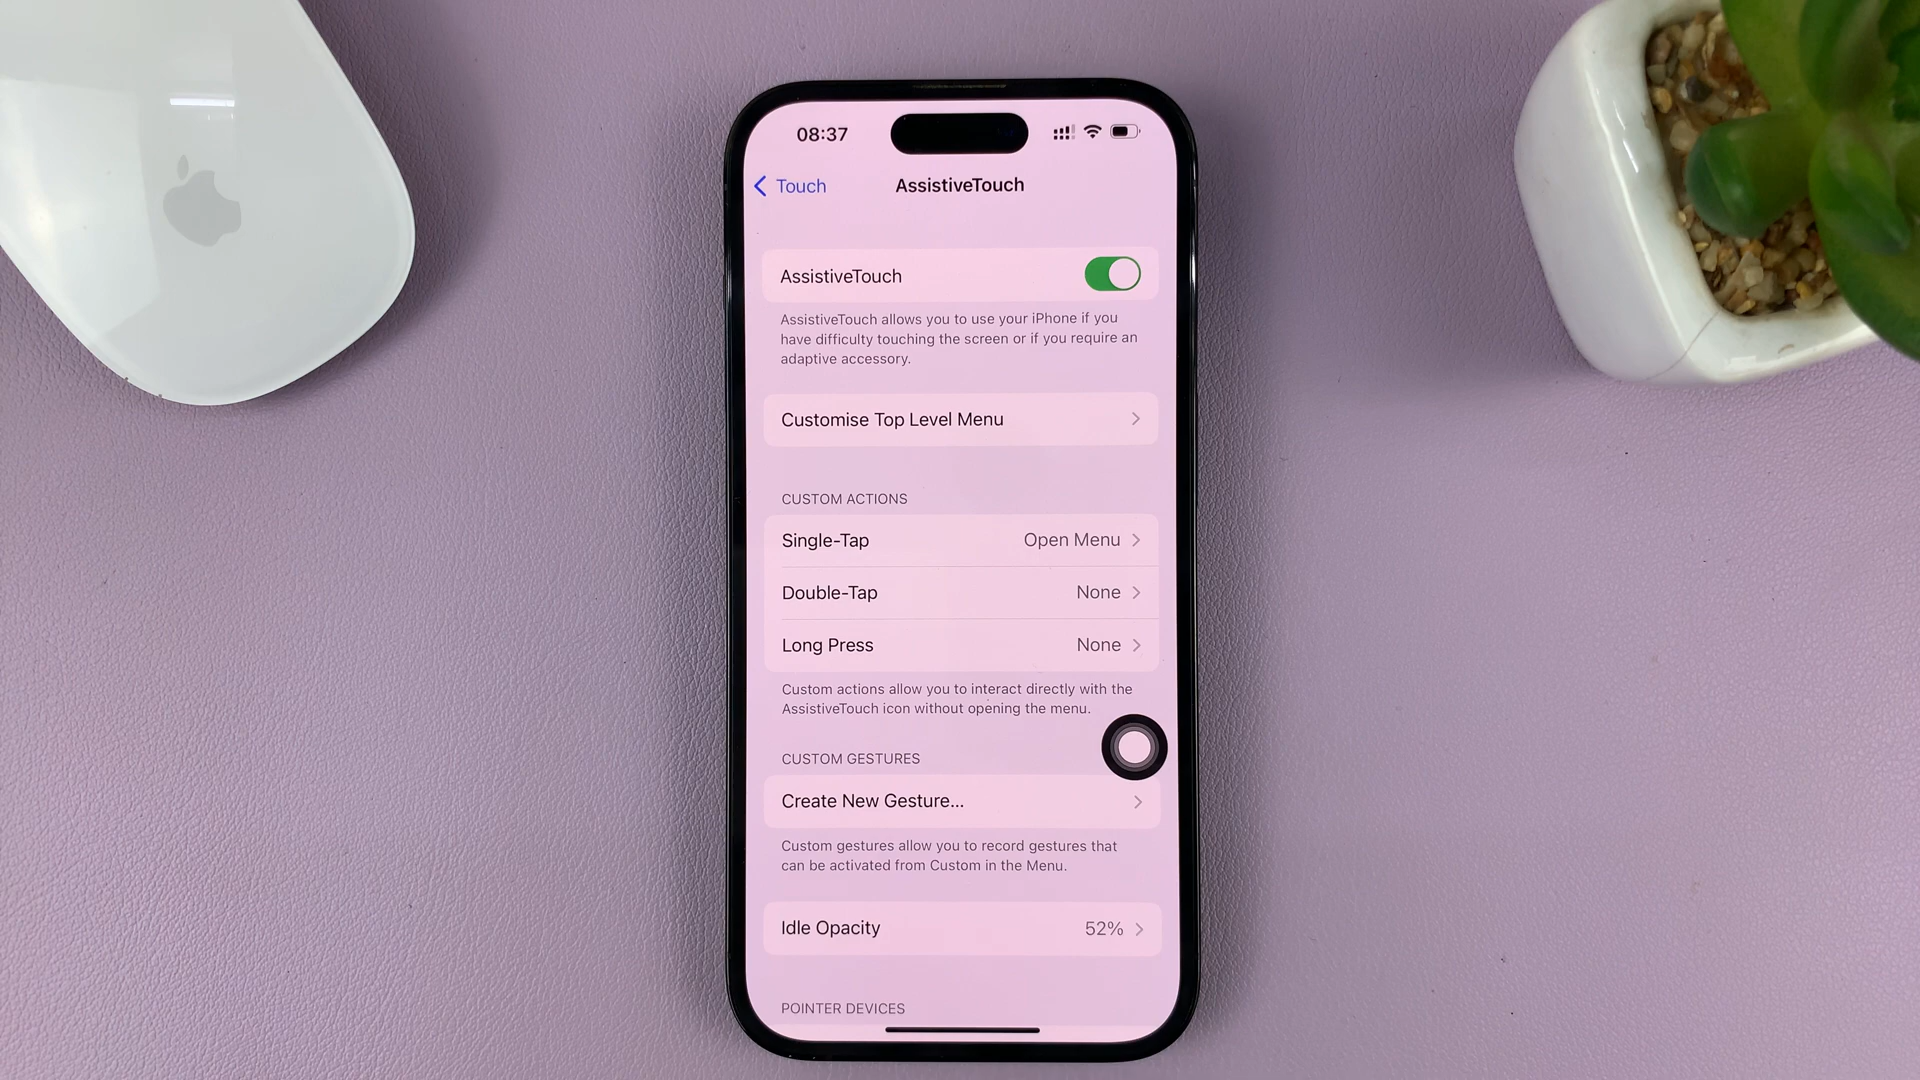 08:37
Touch
AssistiveTouch
AssistiveTouch
AssistiveTouch allows you to use your iPhone if you
have difficulty touching the screen or if you require an
adaptive accessory.
Customise Top Level Menu
CUSTOM ACTIONS
Single-Tap Open Menu
Double-Tap None
Long Press None
Custom actions allow you to interact directly with the
AssistiveTouch icon without opening the menu.
CUSTOM GESTURES
Create New Gesture...
Custom gestures allow you to record gestures that
can be activated from Custom in the Menu.
Idle Opacity 52%
POINTER DEVICES